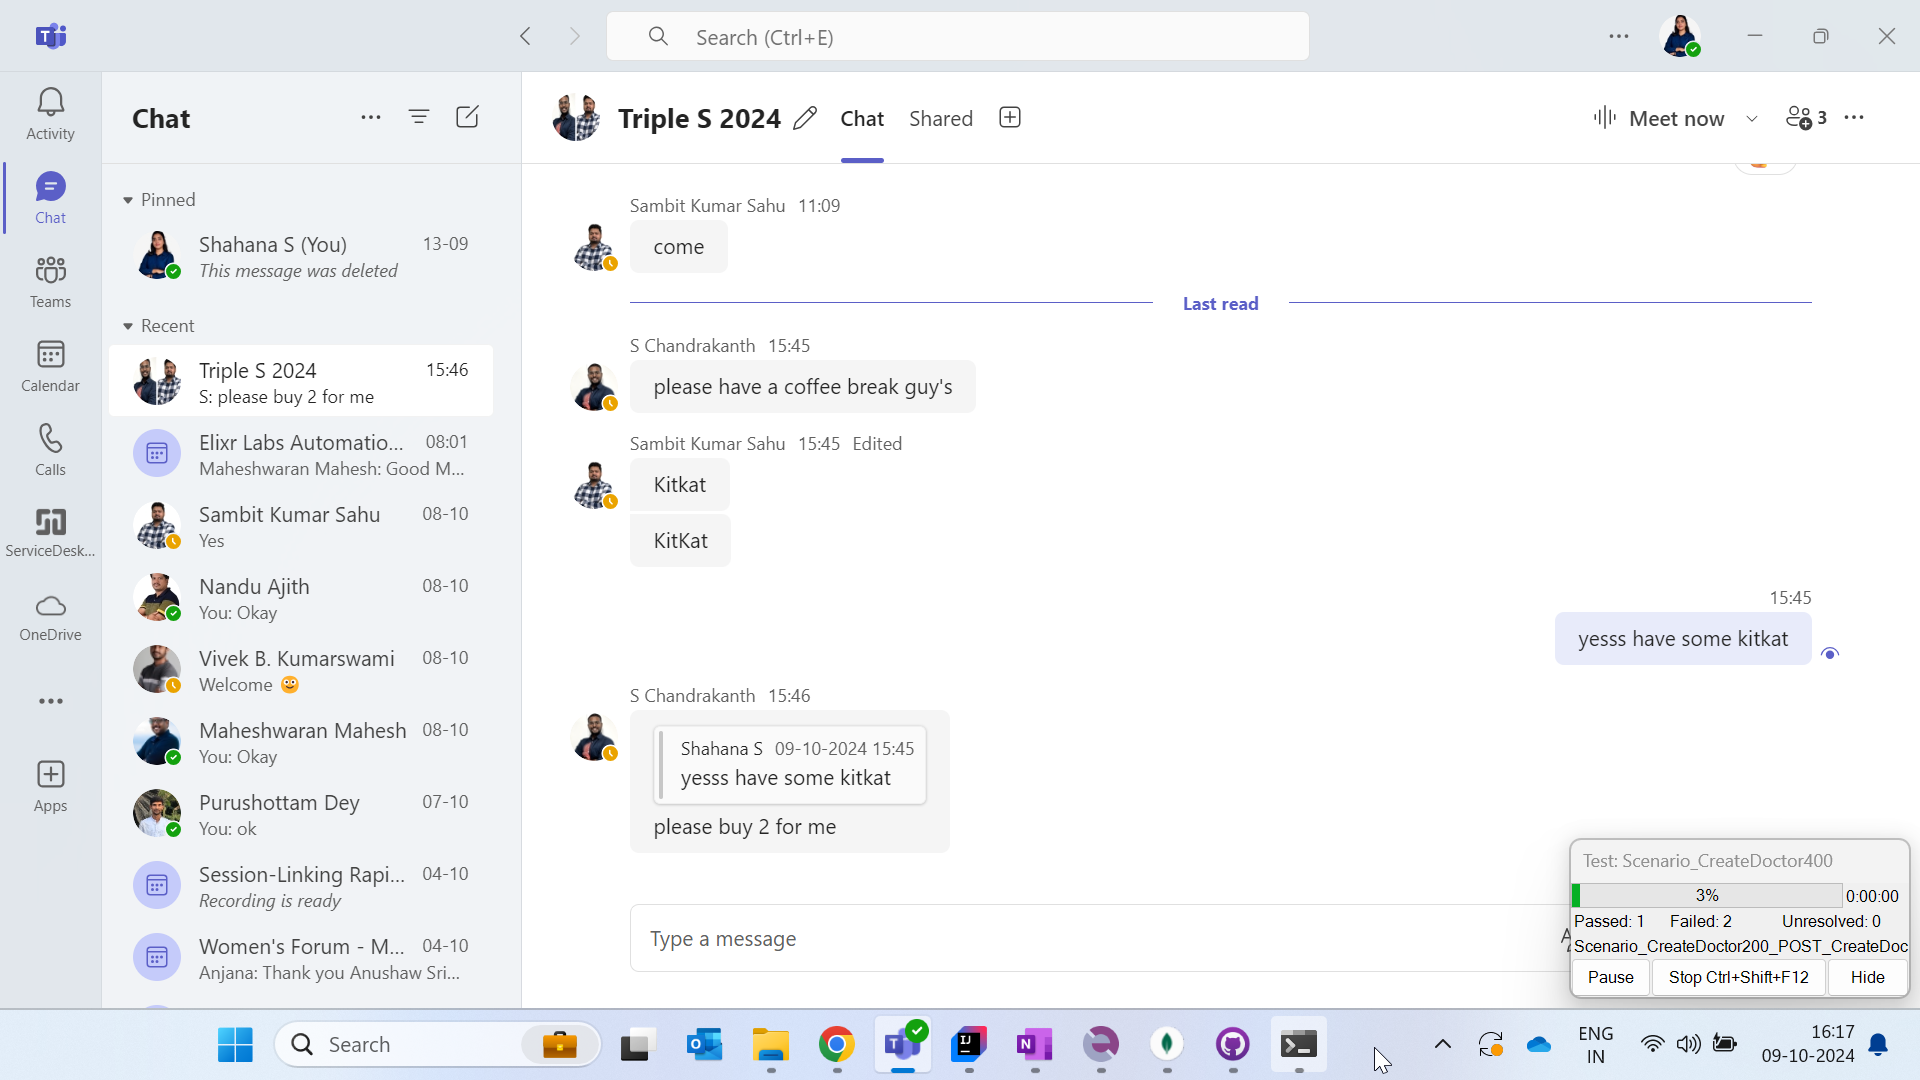 Search (Ctrl+E)
Activity
Chat
Teams
Calendar
Calls
ServiceDesk...
OneDrive
Apps
Chat
Pinned
Shahana S (You) 13-09
This message was deleted
Recent
Triple S 2024 15:46
S: please buy 2 for me
Elixr Labs Automatio... 08:01
Maheshwaran Mahesh: Good M...
Sambit Kumar Sahu 08-10
Yes
Nandu Ajith 08-10
You: Okay
Vivek B. Kumarswami 08-10
Welcome
Maheshwaran Mahesh 08-10
You: Okay
Purushottam Dey 07-10
You: ok
Session-Linking Rapi... 04-10
Recording is ready
Women's Forum - M... 04-10
Anjana: Thank you Anushaw Sri...
Triple S 2024 Chat Shared Meet now 3
Sambit Kumar Sahu 11:09
come
Last read
S Chandrakanth 15:45
please have a coffee break guy's
Sambit Kumar Sahu 15:45 Edited
Kitkat
KitKat
15:45
yesss have some kitkat
S Chandrakanth 15:46
Shahana S 09-10-2024 15:45
yesss have some kitkat
please buy 2 for me
Type a message
Test: Scenario_CreateDoctor400
3% 0:00:00
Passed: 1 Failed: 2 Unresolved: 0
Scenario_CreateDoctor200_POST_CreateDoc
Pause Stop Ctrl+Shift+F12 Hide
Search
ENG
IN
16:17
09-10-2024